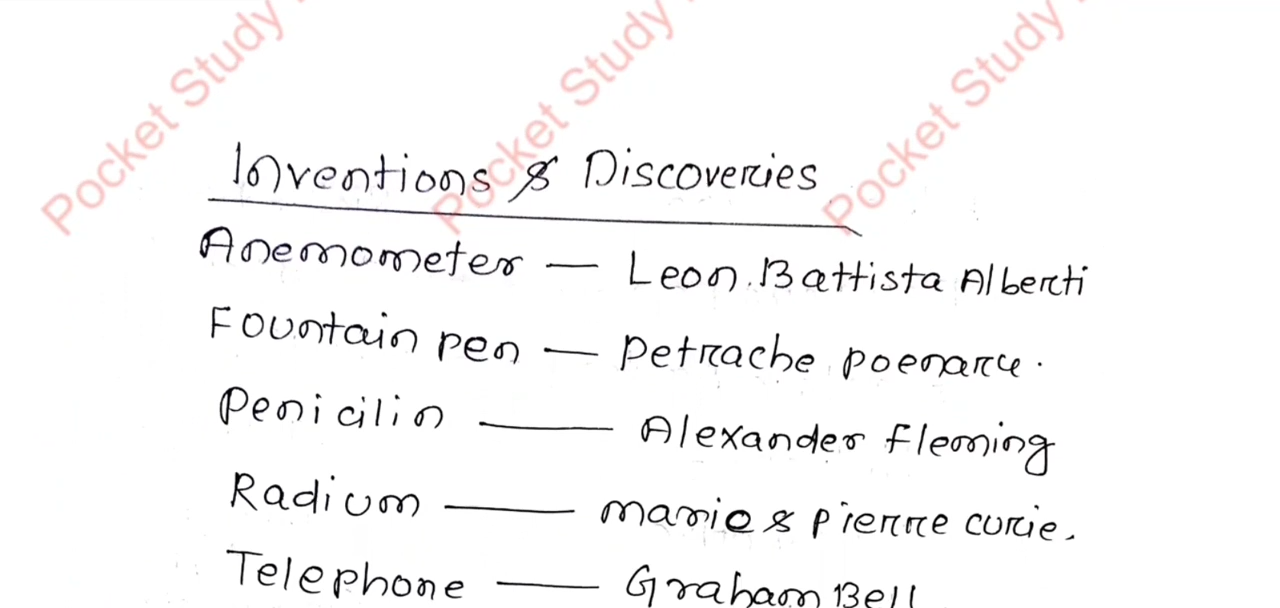 Pocket Study Pocket Study Pocket Study
Inventions & Discoveries
Anemometer — Leon.Battista Alberti
Fountain pen — Petrache poenaru.
Penicilin — Alexander Fleming
Radium — marie & Pierre curie.
Telephone — Graham Bell